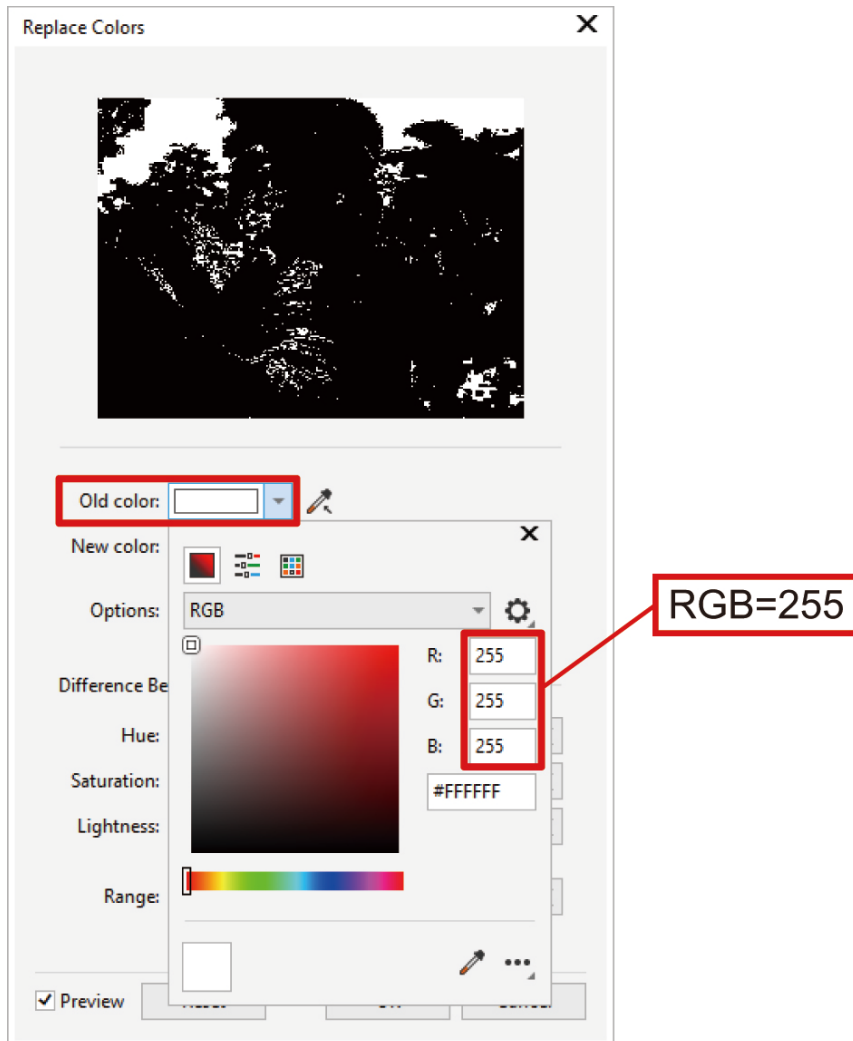 Replace Colors
Old color:
New color:
Options:
RGB
R: 255
G: 255
B: 255
#FFFFFF
RGB=255
Difference Be
Hue:
Saturation:
Lightness:
Range:
Preview